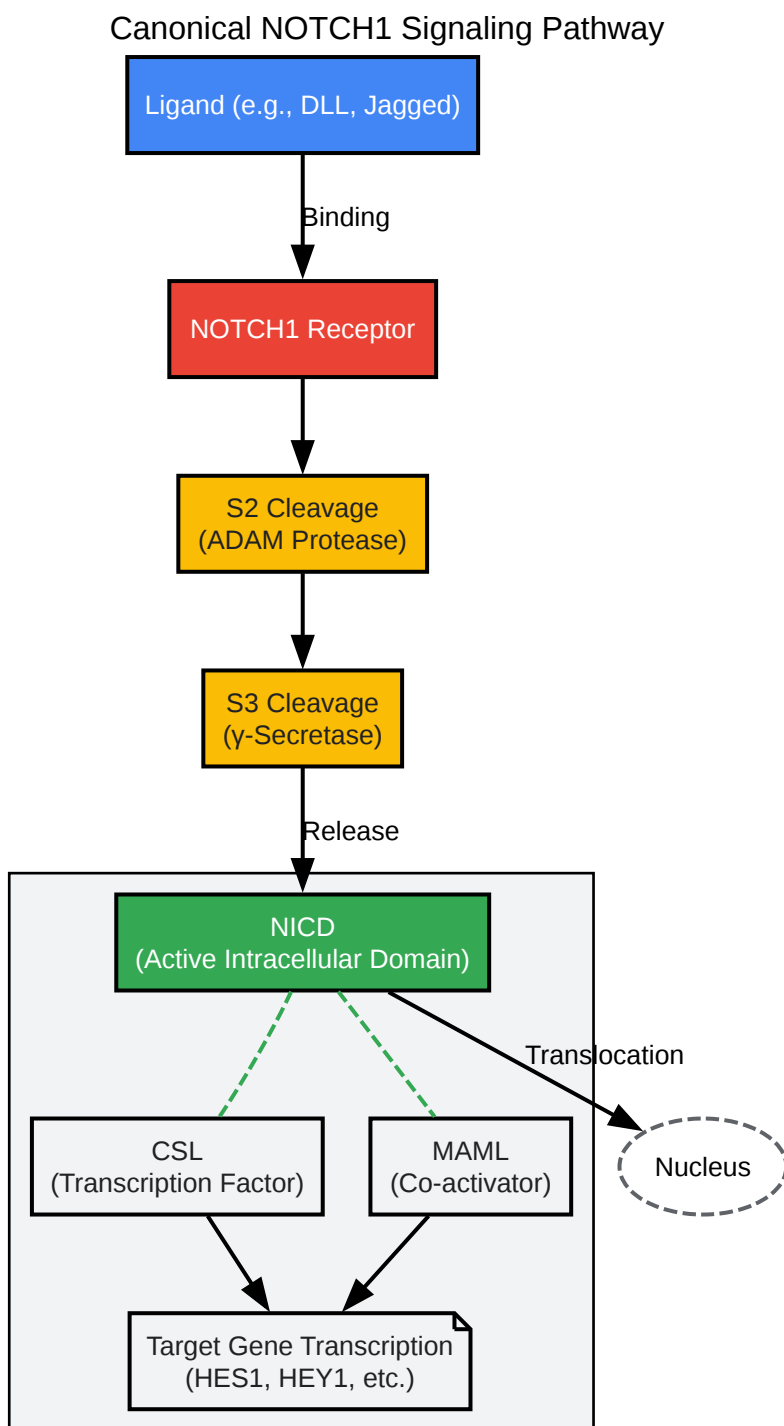 Canonical NOTCH1 Signaling Pathway
Ligand (e.g., DLL, Jagged)
Binding
NOTCH1 Receptor
S2 Cleavage
(ADAM Protease)
S3 Cleavage
(γ-Secretase)
Release
NICD
(Active Intracellular Domain)
Translocation
CSL
(Transcription Factor)
MAML
(Co-activator)
Nucleus
Target Gene Transcription
(HES1, HEY1, etc.)